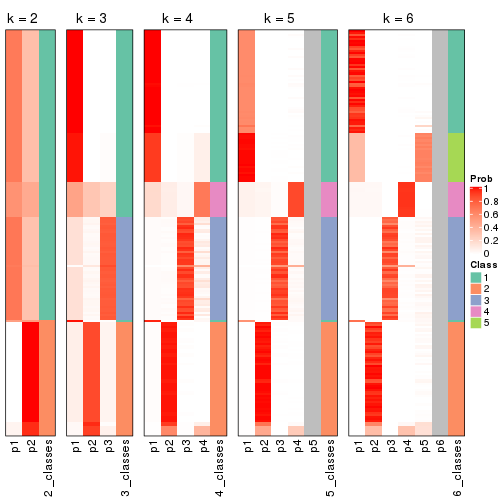 k = 2
k = 3
k = 4
k = 5
k = 6
Prob
1
0.8
0.6
0.4
0.2
0
Class
1
2
3
4
5
p1
p2
2_classes
p1
p2
p3
3_classes
p1
p2
p3
p4
4_classes
p1
p2
p3
p4
p5
5_classes
p1
p2
p3
p4
p5
p6
6_classes